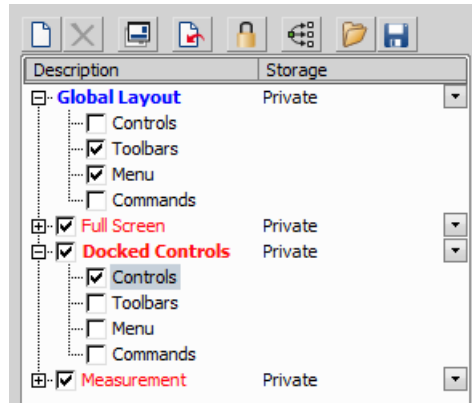 Description Storage
Global Layout Private
Controls
Toolbars
Menu
Commands
Full Screen Private
Docked Controls Private
Controls
Toolbars
Menu
Commands
Measurement Private